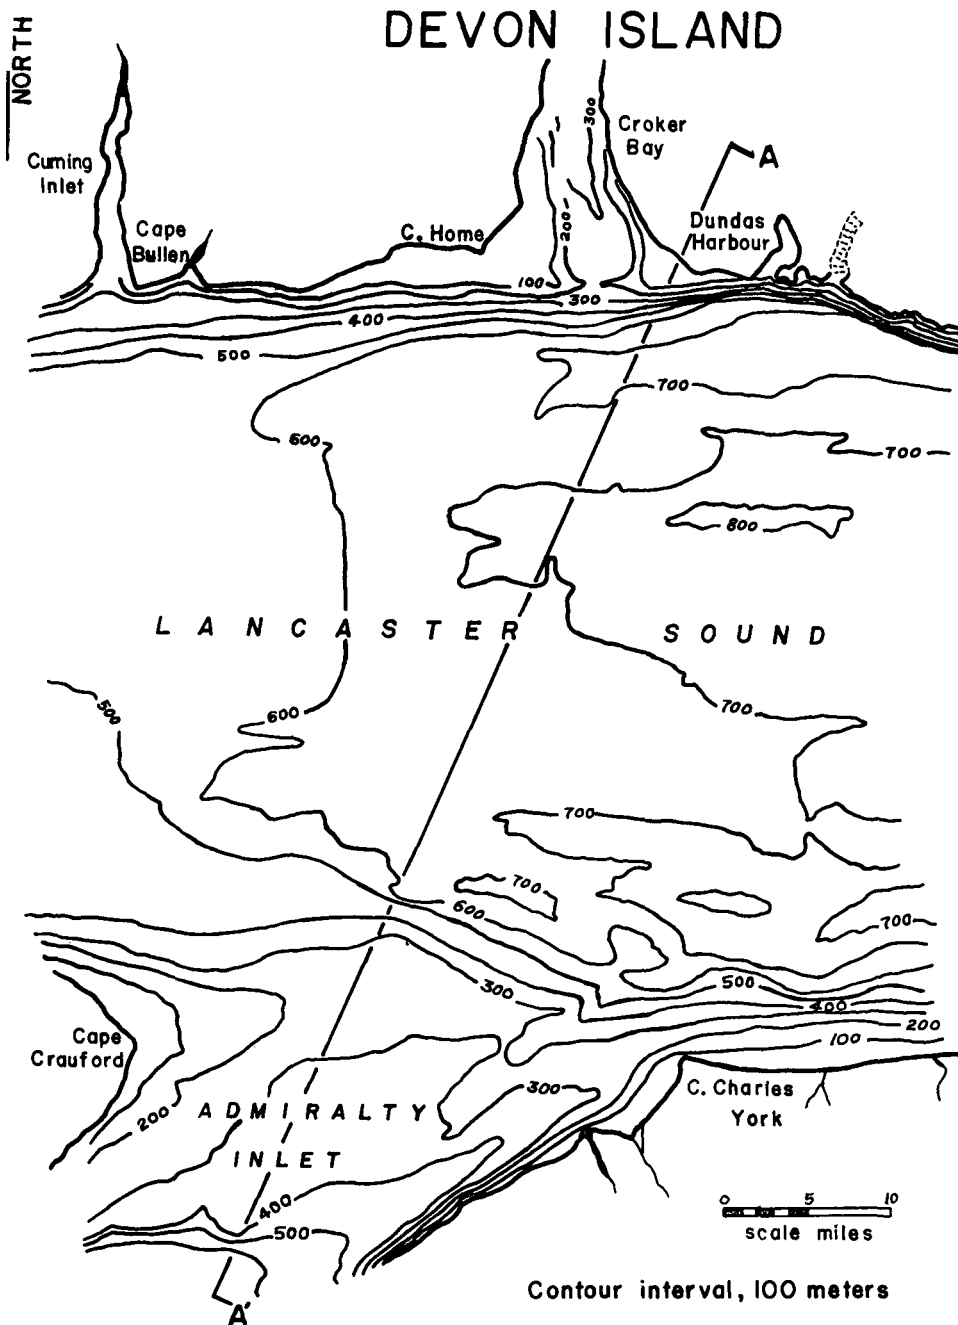 DEVON ISLAND
NORTH
Cuming
Inlet
Cape
Bullen
C. Home
Croker
Bay
A
Dundas
Harbour
300
200
100
300
400
500
700
600
700
800
LANCASTER SOUND
500
600
700
700
700
600
700
500
300
400
200
100
Cape
Crauford
200
300
C. Charles
York
ADMIRALTY
INLET
400
500
0 5 10
scale miles
A'
Contour interval, 100 meters